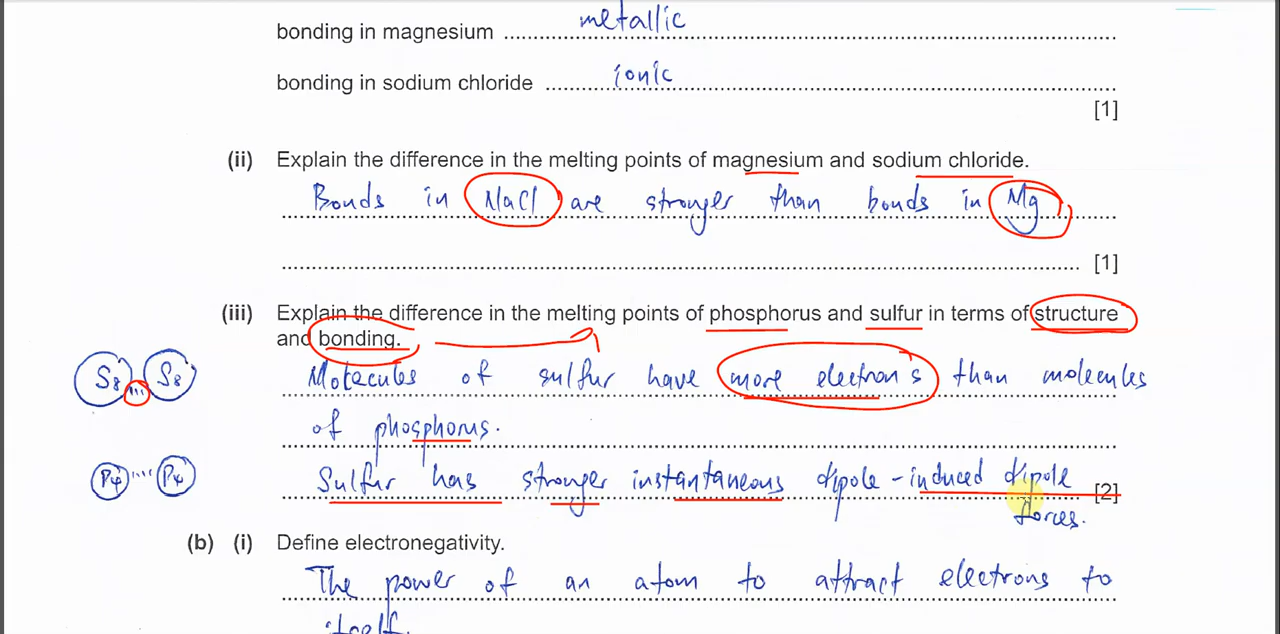 bonding in magnesium metallic
bonding in sodium chloride ionic
[1]
(ii) Explain the difference in the melting points of magnesium and sodium chloride.
Bonds in NaCl are stronger than bonds in Mg
[1]
(iii) Explain the difference in the melting points of phosphorus and sulfur in terms of structure
and bonding.
S8 ... S8
Molecules of sulfur have more electrons than molecules
of phosphorus.
P4 .... P4
Sulfur has stronger instantaneous dipole - induced dipole [2]
forces.
(b) (i) Define electronegativity.
The power of an atom to attract electrons to
itself.